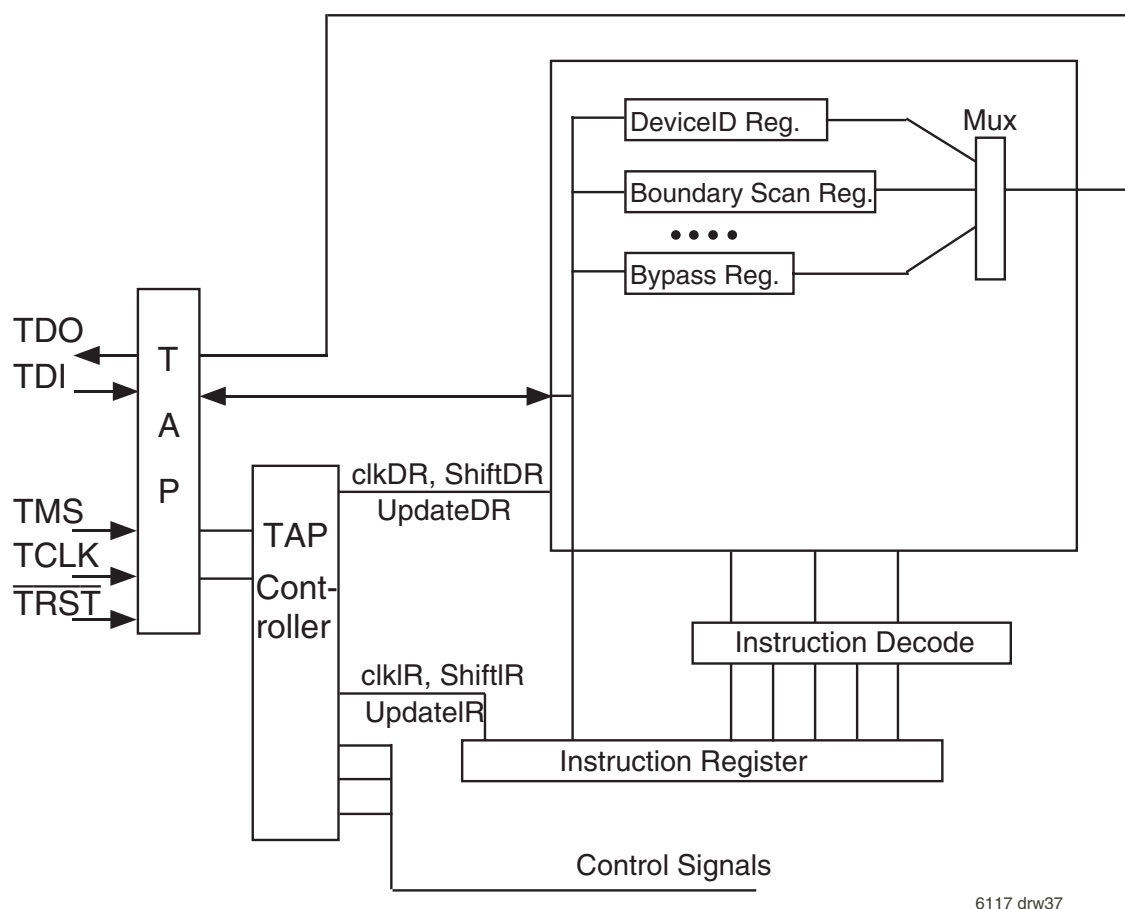 DeviceID Reg.
Mux
Boundary Scan Reg.
Bypass Reg.
TDO
TDI
T
A
P
TMS
TCLK
TRST
clkDR, ShiftDR
UpdateDR
TAP
Cont-
roller
Instruction Decode
clkIR, ShiftIR
UpdateIR
Instruction Register
Control Signals
6117 drw37